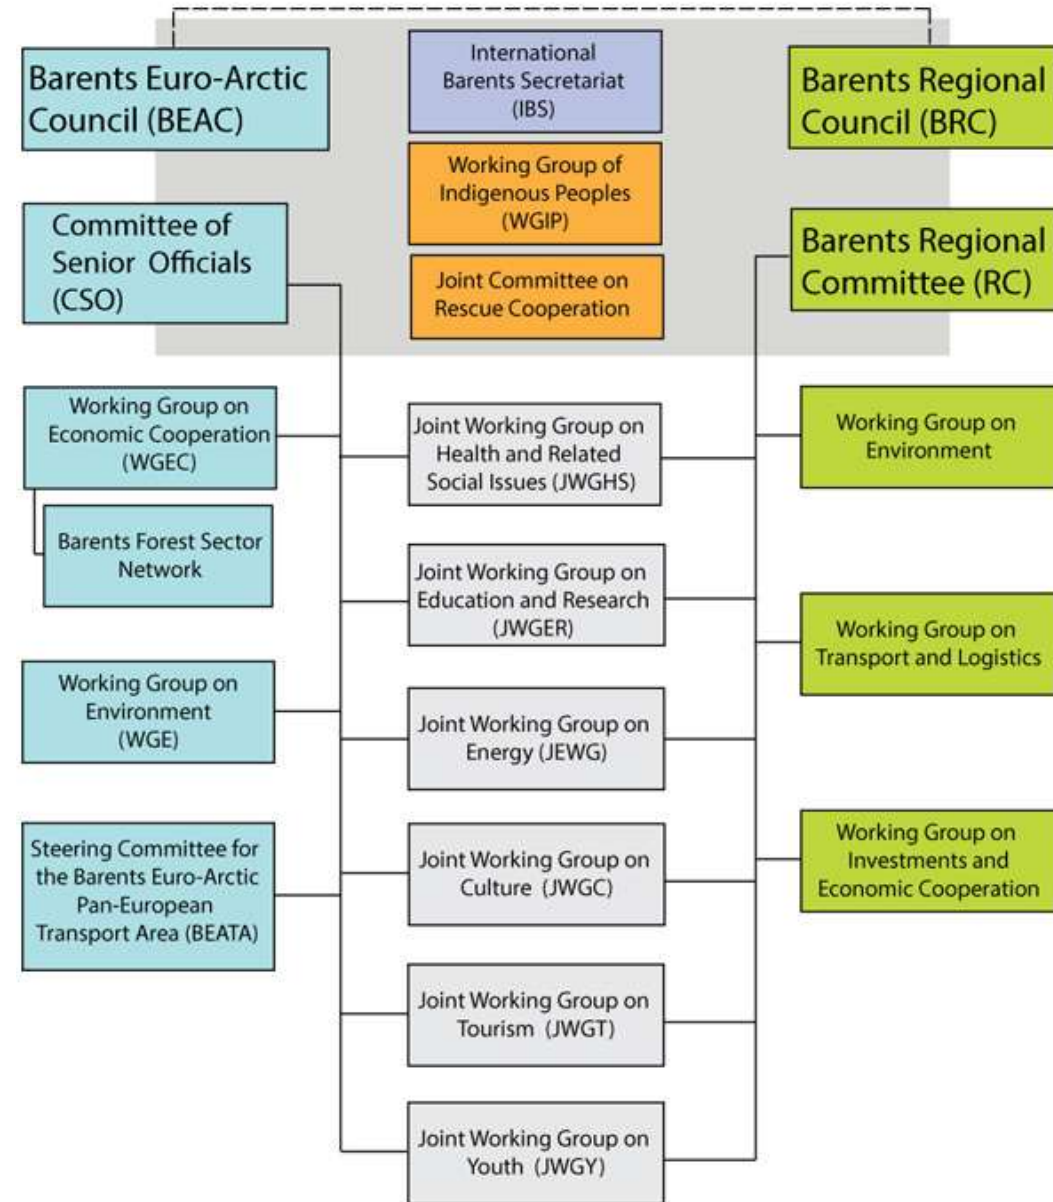 Barents Euro-Arctic
Council (BEAC)
International
Barents Secretariat
(IBS)
Barents Regional
Council (BRC)
Working Group of
Indigenous Peoples
(WGIP)
Committee of
Senior Officials
(CSO)
Joint Committee on
Rescue Cooperation
Barents Regional
Committee (RC)
Working Group on
Economic Cooperation
(WGEC)
Joint Working Group on
Health and Related
Social Issues (JWGHS)
Working Group on
Environment
Barents Forest Sector
Network
Joint Working Group on
Education and Research
(JWGER)
Working Group on
Transport and Logistics
Working Group on
Environment
(WGE)
Joint Working Group on
Energy (JEWG)
Steering Committee for
the Barents Euro-Arctic
Pan-European
Transport Area (BEATA)
Joint Working Group on
Culture (JWGC)
Working Group on
Investments and
Economic Cooperation
Joint Working Group on
Tourism (JWGT)
Joint Working Group on
Youth (JWGY)